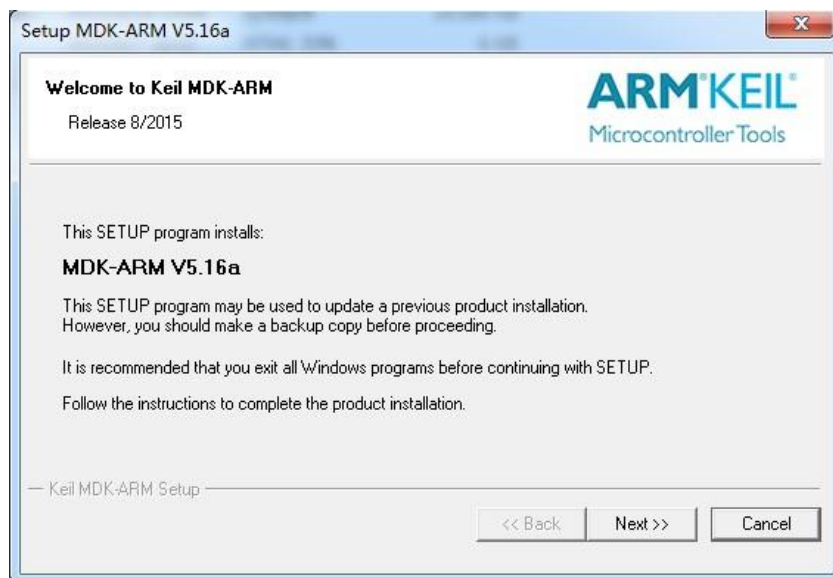 Setup MDK-ARM V5.16a
Welcome to Keil MDK-ARM
Release 8/2015
ARM®KEIL®
Microcontroller Tools
This SETUP program installs:
MDK-ARM V5.16a
This SETUP program may be used to update a previous product installation.
However, you should make a backup copy before proceeding.
It is recommended that you exit all Windows programs before continuing with SETUP.
Follow the instructions to complete the product installation.
Keil MDK-ARM Setup
<< Back Next >> Cancel